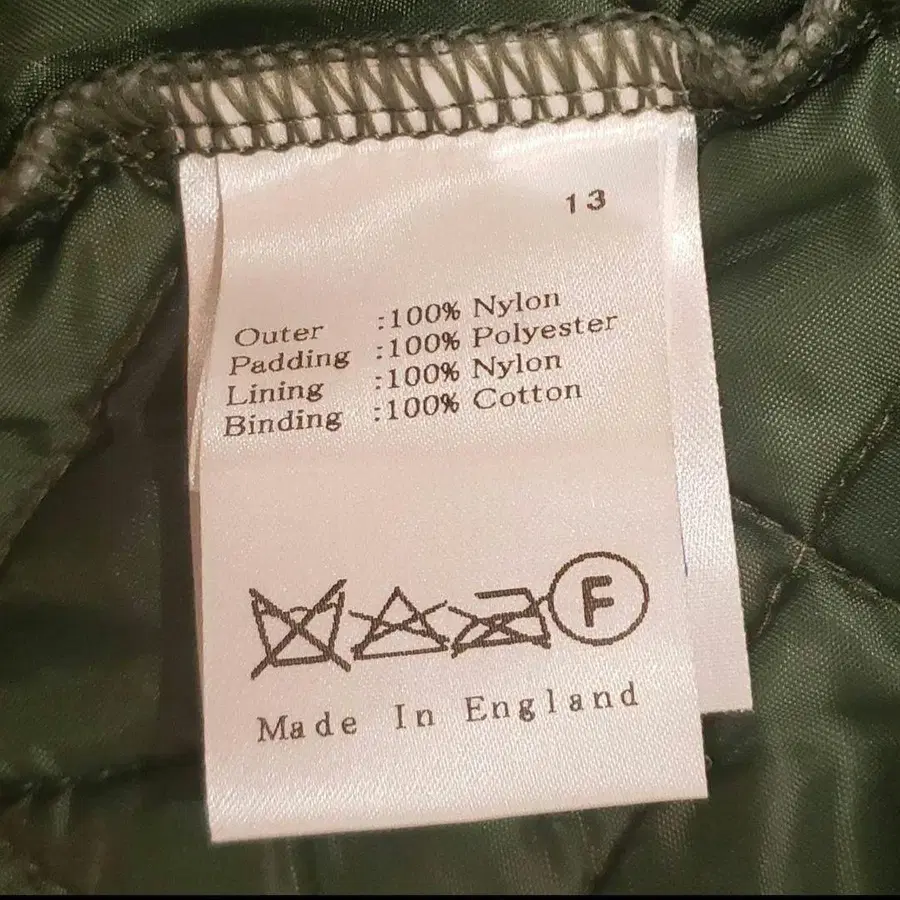 13
Outer :100% Nylon
Padding :100% Polyester
Lining :100% Nylon
Binding :100% Cotton
F
Made In England